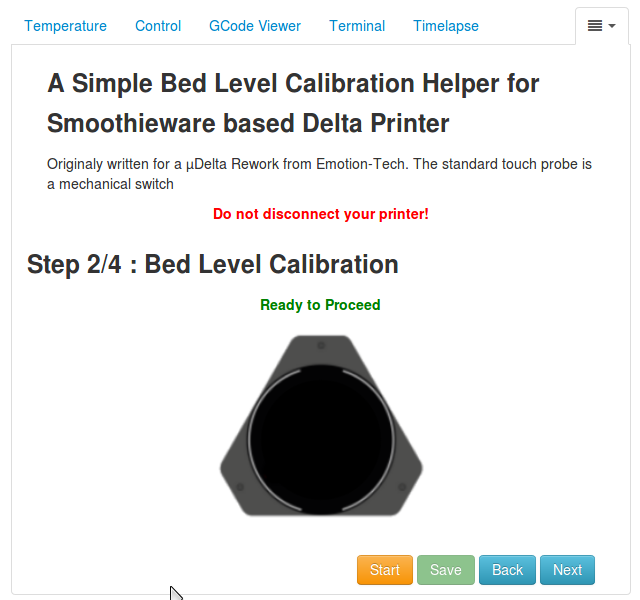 Temperature Control GCode Viewer Terminal Timelapse
A Simple Bed Level Calibration Helper for
Smoothieware based Delta Printer
Originaly written for a µDelta Rework from Emotion-Tech. The standard touch probe is
a mechanical switch
Do not disconnect your printer!
Step 2/4 : Bed Level Calibration
Ready to Proceed
Start Save Back Next